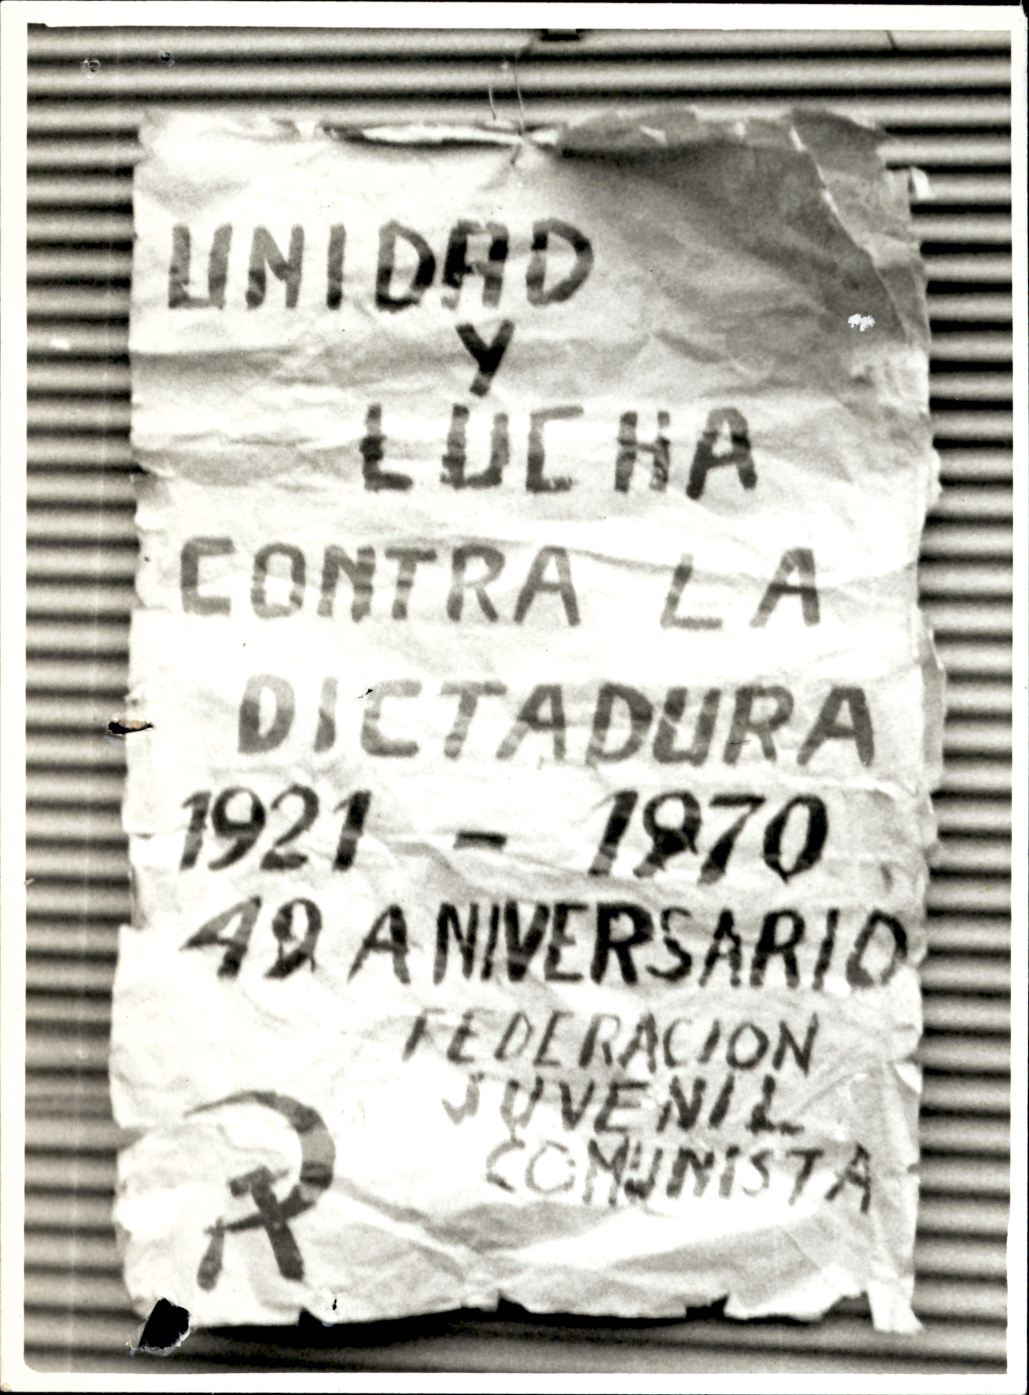 UNIDAD
Y
LUCHA
CONTRA LA
DICTADURA
1921 - 1970
49 ANIVERSARIO
FEDERACION
JUVENIL
COMUNISTA